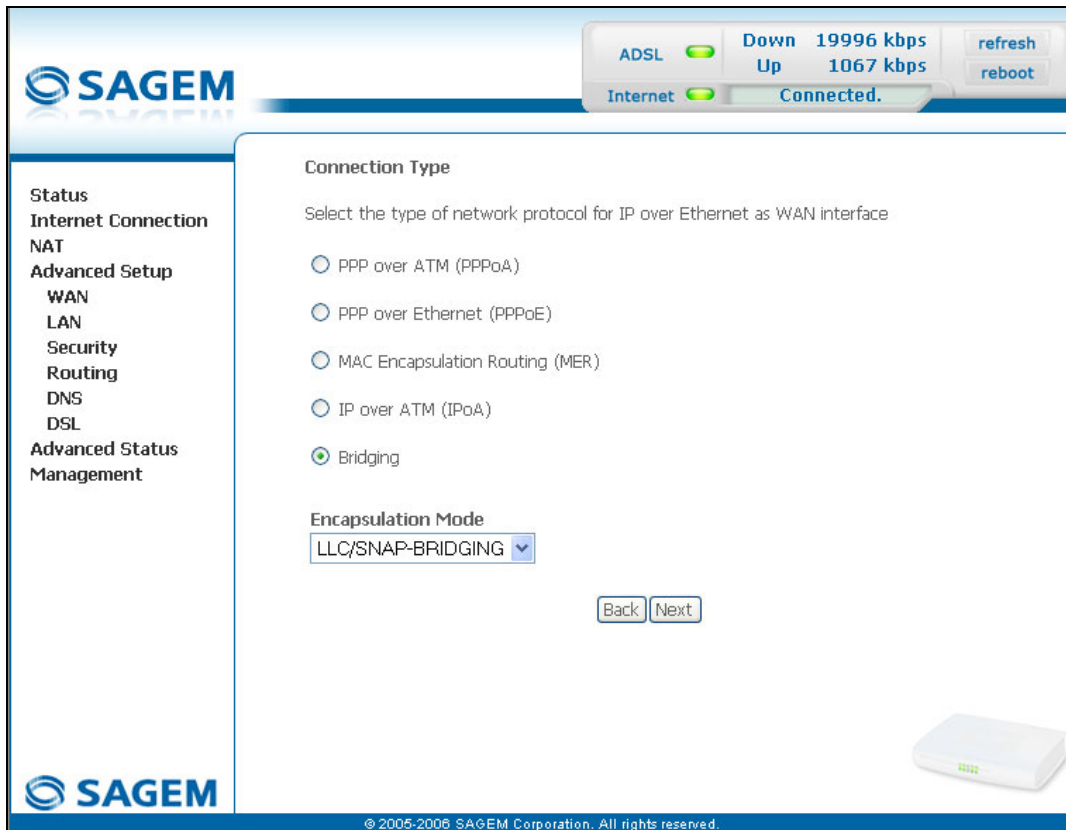 SAGEM
ADSL
Down 19996 kbps
Up 1067 kbps
Internet Connected.
refresh
reboot
Status
Internet Connection
NAT
Advanced Setup
WAN
LAN
Security
Routing
DNS
DSL
Advanced Status
Management
Connection Type
Select the type of network protocol for IP over Ethernet as WAN interface
PPP over ATM (PPPoA)
PPP over Ethernet (PPPoE)
MAC Encapsulation Routing (MER)
IP over ATM (IPoA)
Bridging
Encapsulation Mode
LLC/SNAP-BRIDGING
Back Next
SAGEM
© 2005-2006 SAGEM Corporation. All rights reserved.